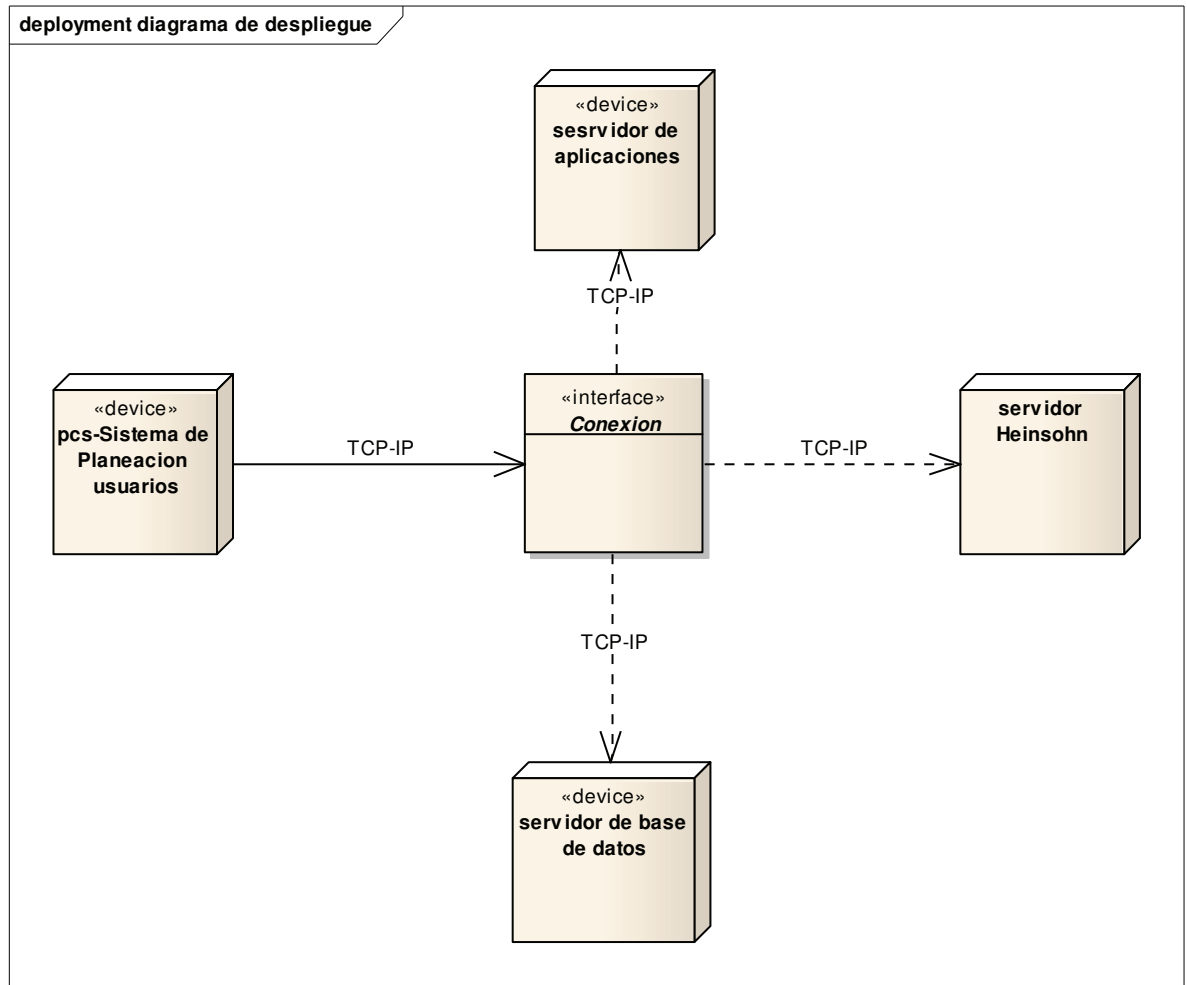 deployment diagrama de despliegue
«device»
sesrvidor de
aplicaciones
TCP-IP
«device»
pcs-Sistema de
Planeacion
usuarios
TCP-IP
«interface»
Conexion
TCP-IP
servidor
Heinsohn
TCP-IP
«device»
servidor de base
de datos